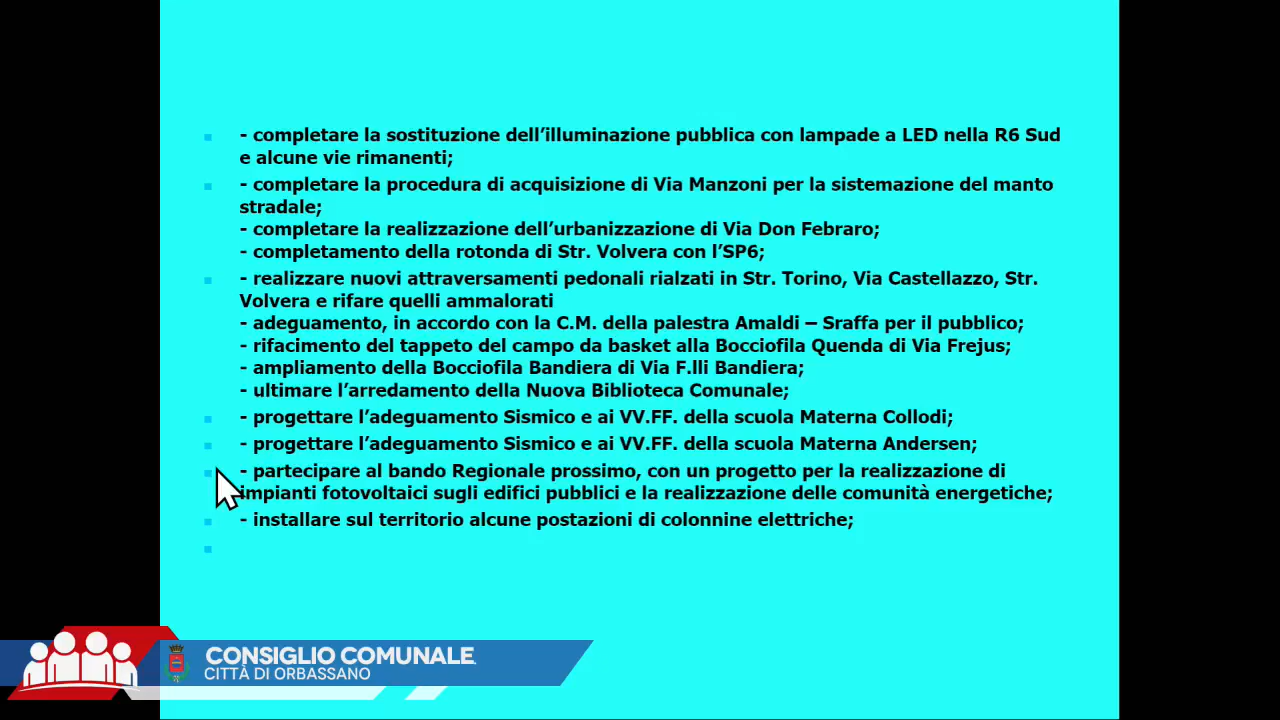 - completare la sostituzione dell'illuminazione pubblica con lampade a LED nella R6 Sud
e alcune vie rimanenti;
- completare la procedura di acquisizione di Via Manzoni per la sistemazione del manto
stradale;
- completare la realizzazione dell'urbanizzazione di Via Don Febraro;
- completamento della rotonda di Str. Volvera con l'SP6;
- realizzare nuovi attraversamenti pedonali rialzati in Str. Torino, Via Castellazzo, Str.
Volvera e rifare quelli ammalorati
- adeguamento, in accordo con la C.M. della palestra Amaldi – Sraffa per il pubblico;
- rifacimento del tappeto del campo da basket alla Bocciofila Quenda di Via Frejus;
- ampliamento della Bocciofila Bandiera di Via F.lli Bandiera;
- ultimare l'arredamento della Nuova Biblioteca Comunale;
- progettare l'adeguamento Sismico e ai VV.FF. della scuola Materna Collodi;
- progettare l'adeguamento Sismico e ai VV.FF. della scuola Materna Andersen;
- partecipare al bando Regionale prossimo, con un progetto per la realizzazione di
impianti fotovoltaici sugli edifici pubblici e la realizzazione delle comunità energetiche;
- installare sul territorio alcune postazioni di colonnine elettriche;
CONSIGLIO COMUNALE
CITTÀ DI ORBASSANO